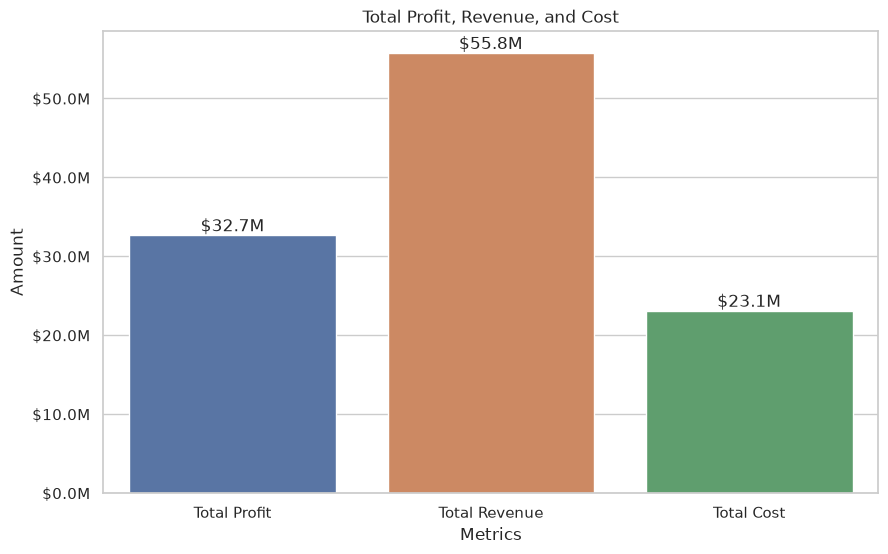 Total Profit, Revenue, and Cost
$55.8M
$50.0M
$40.0M
$32.7M
$30.0M
$23.1M
$20.0M
$10.0M
$0.0M
Amount
Total Profit
Total Revenue
Total Cost
Metrics